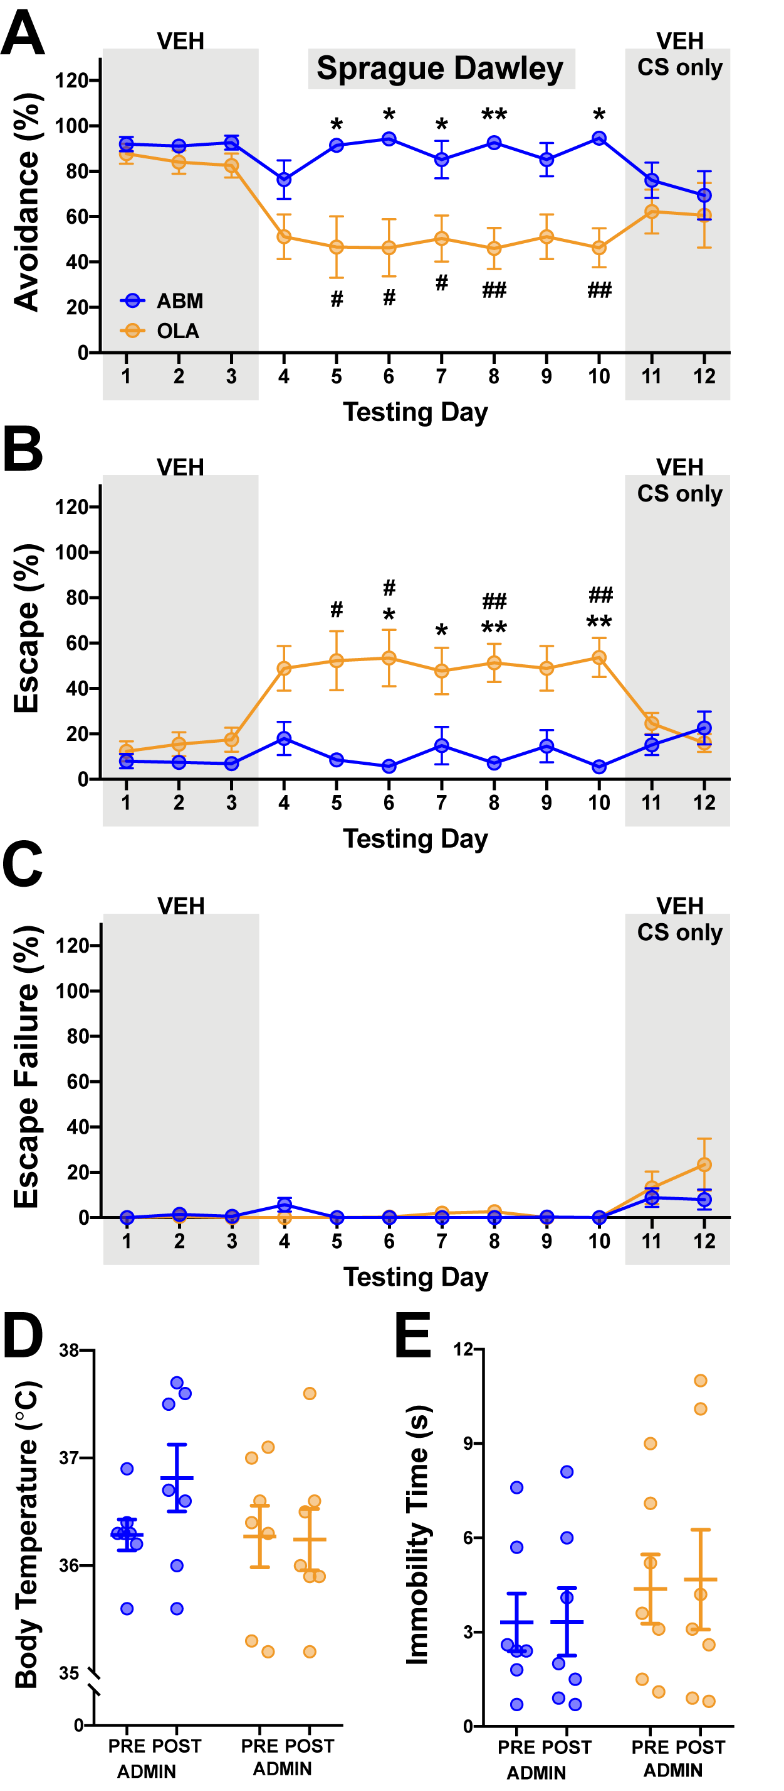 A
VEH
VEH
CS only
Sprague Dawley
Avoidance (%)
120
100
80
60
40
20
0
* * * ** *
# # # ## ##
ABM
OLA
1 2 3 4 5 6 7 8 9 10 11 12
Testing Day
B
VEH
VEH
CS only
Escape (%)
120
100
80
60
40
20
0
# # ## ##
* * ** **
1 2 3 4 5 6 7 8 9 10 11 12
Testing Day
C
VEH
VEH
CS only
Escape Failure (%)
120
100
80
60
40
20
0
1 2 3 4 5 6 7 8 9 10 11 12
Testing Day
D
Body Temperature (°C)
38
37
36
35
0
PRE POST PRE POST
ADMIN ADMIN
E
Immobility Time (s)
12
9
6
3
0
PRE POST PRE POST
ADMIN ADMIN